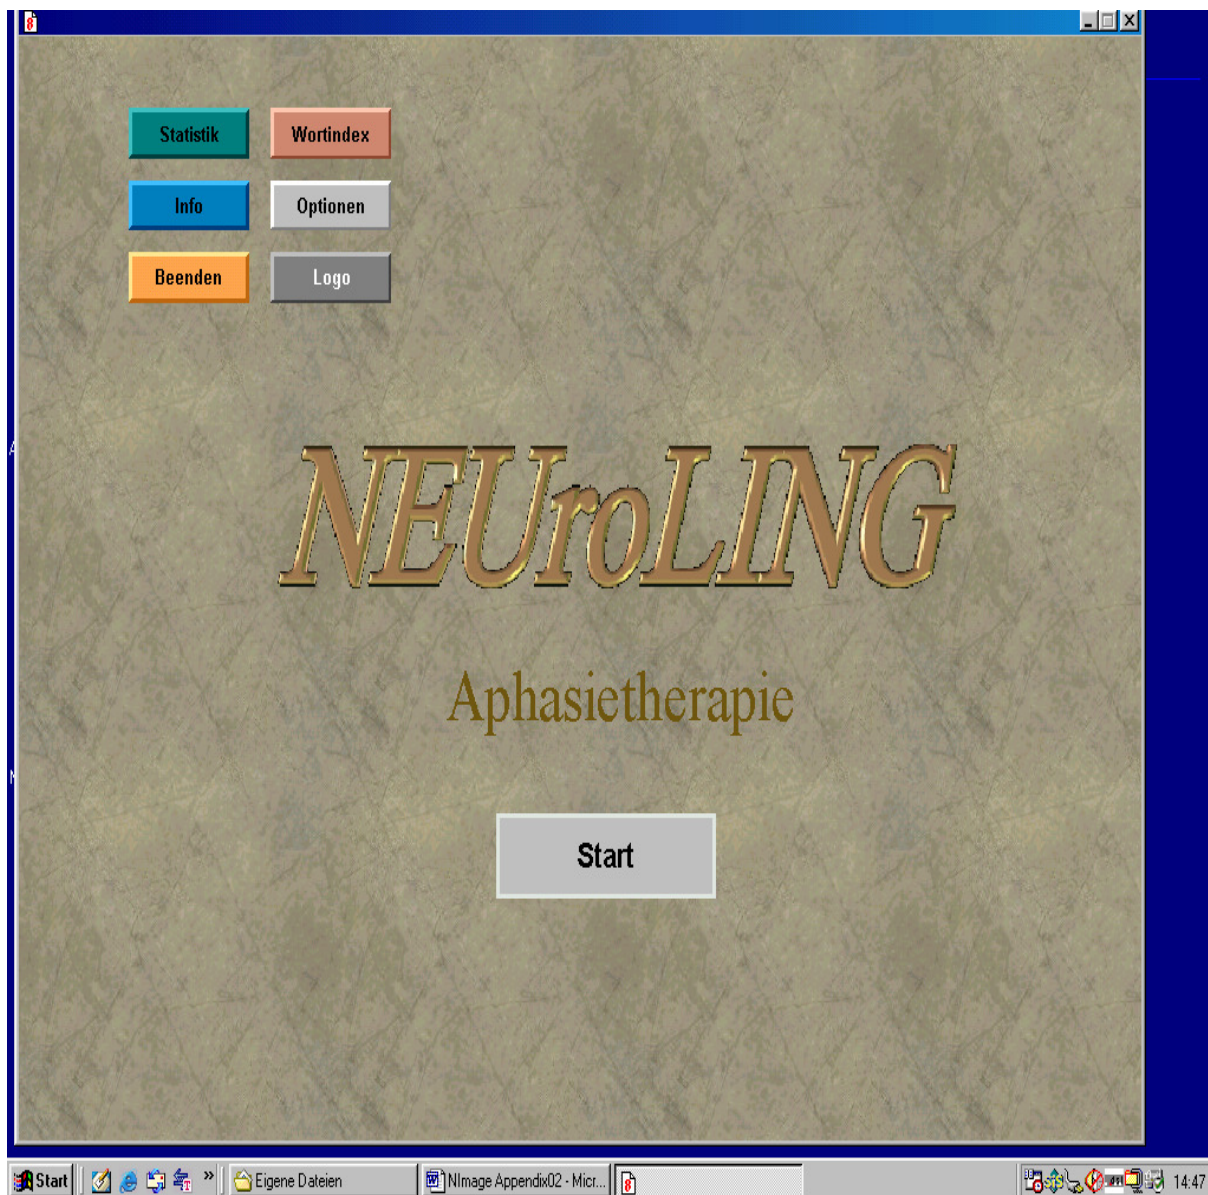 Statistik Wortindex
Info Optionen
Beenden Logo
NEUroLING
Aphasietherapie
Start
Start » Eigene Dateien NImage Appendix02 - Micr... 14:47